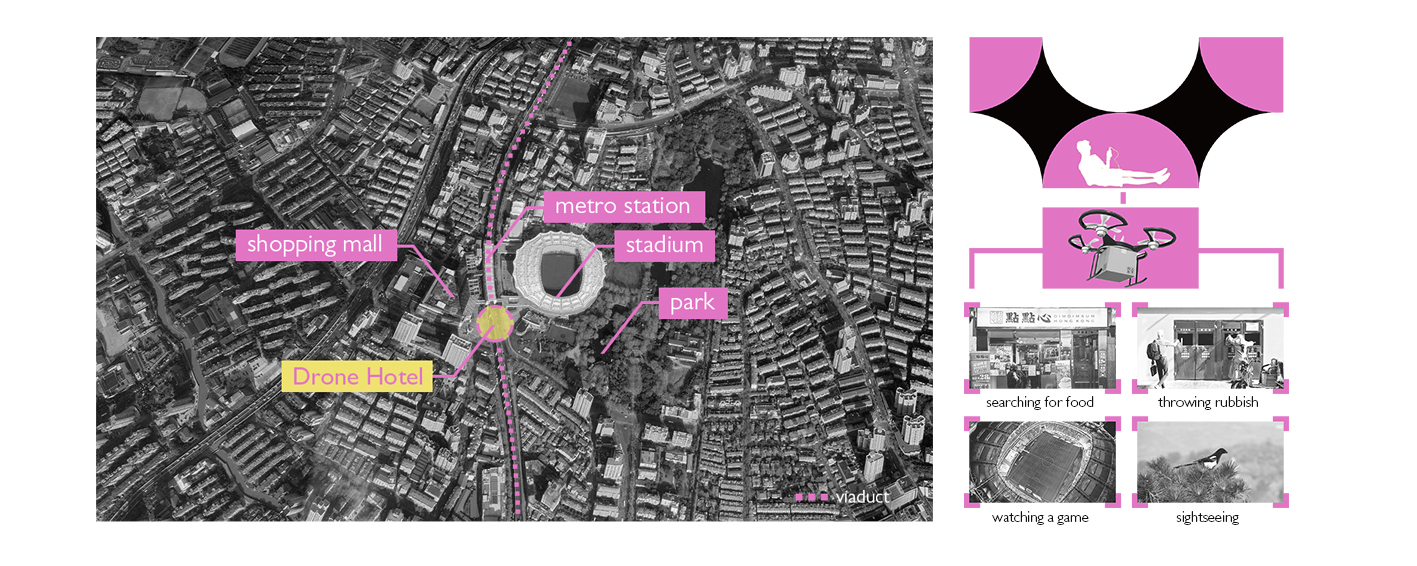 metro station
shopping mall
stadium
park
Drone Hotel
viaduct
點點心
DIMDIMSUM
HONG KONG
searching for food
throwing rubbish
watching a game
sightseeing